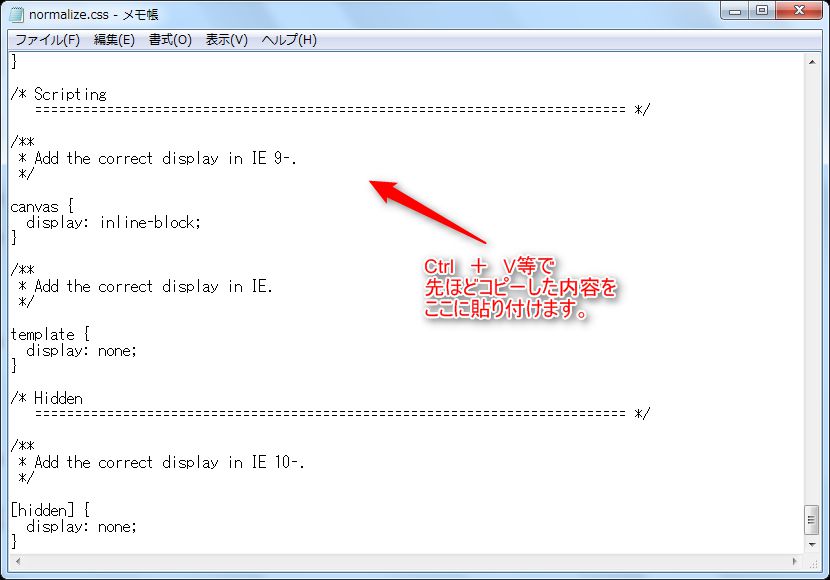 normalize.css - メモ帳
ファイル(F) 編集(E) 書式(O) 表示(V) ヘルプ(H)
}
/* Scripting
========================================================================== */
/**
* Add the correct display in IE 9-.
*/
canvas {
display: inline-block;
}
Ctrl ＋ V等で
先ほどコピーした内容を
ここに貼り付けます。
/**
* Add the correct display in IE.
*/
template {
display: none;
}
/* Hidden
========================================================================== */
/**
* Add the correct display in IE 10-.
*/
[hidden] {
display: none;
}